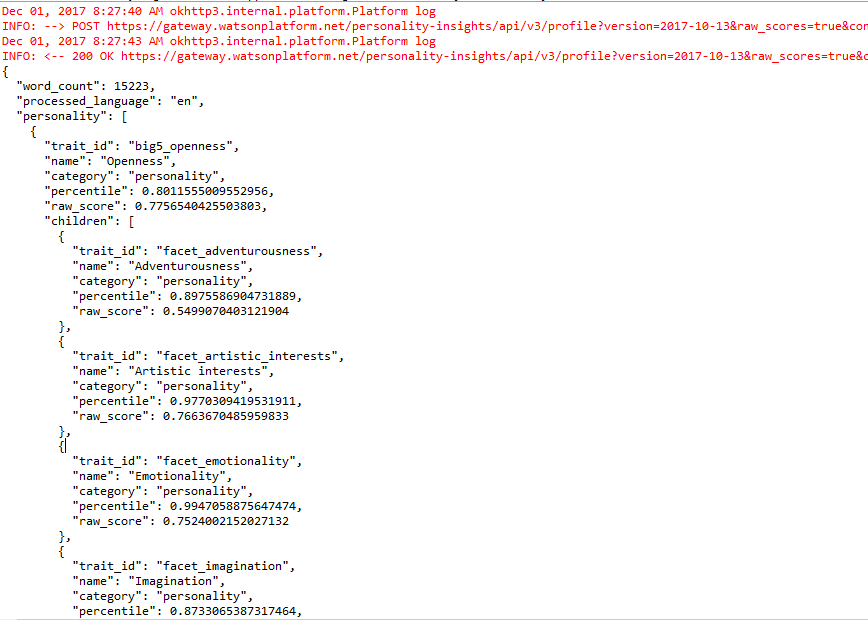 Dec 01, 2017 8:27:40 AM okhttp3.internal.platform.Platform log
INFO: --> POST https://gateway.watsonplatform.net/personality-insights/api/v3/profile?version=2017-10-13&raw_scores=true&con
Dec 01, 2017 8:27:43 AM okhttp3.internal.platform.Platform log
INFO: <-- 200 OK https://gateway.watsonplatform.net/personality-insights/api/v3/profile?version=2017-10-13&raw_scores=true&c
{
  "word_count": 15223,
  "processed_language": "en",
  "personality": [
    {
      "trait_id": "big5_openness",
      "name": "Openness",
      "category": "personality",
      "percentile": 0.8011555009552956,
      "raw_score": 0.7756540425503803,
      "children": [
        {
          "trait_id": "facet_adventurousness",
          "name": "Adventurousness",
          "category": "personality",
          "percentile": 0.8975586904731889,
          "raw_score": 0.5499070403121904
        },
        {
          "trait_id": "facet_artistic_interests",
          "name": "Artistic interests",
          "category": "personality",
          "percentile": 0.9770309419531911,
          "raw_score": 0.7663670485959833
        },
        {
          "trait_id": "facet_emotionality",
          "name": "Emotionality",
          "category": "personality",
          "percentile": 0.9947058875647474,
          "raw_score": 0.7524002152027132
        },
        {
          "trait_id": "facet_imagination",
          "name": "Imagination",
          "category": "personality",
          "percentile": 0.8733065387317464,